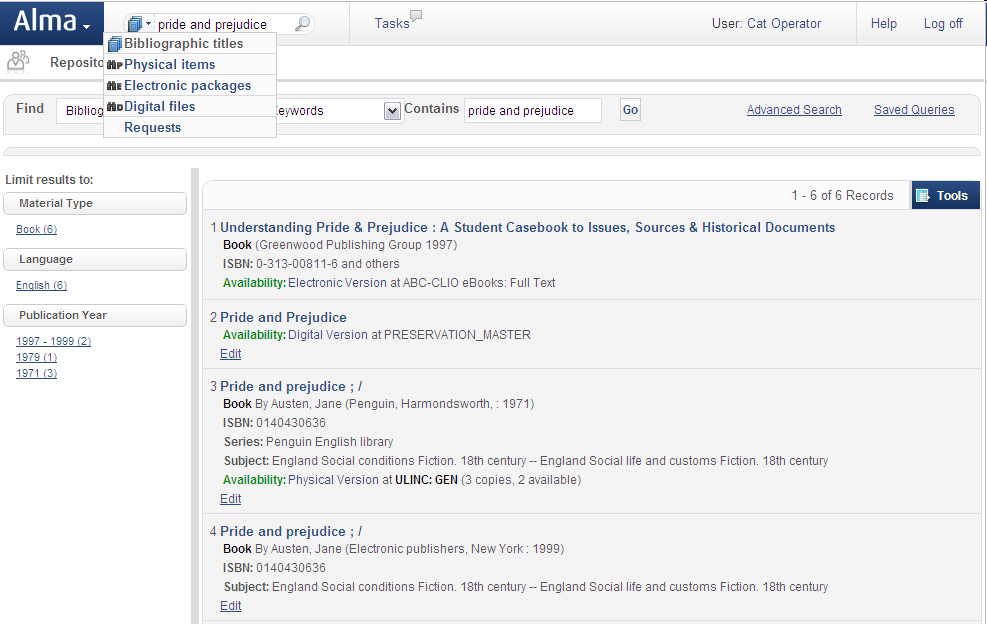 Alma
pride and prejudice
Tasks
User: Cat Operator
Help
Log off
Bibliographic titles
Physical items
Electronic packages
Digital files
Requests
Reposito
Find
Bibliog
eywords
Contains
pride and prejudice
Go
Advanced Search
Saved Queries
Limit results to:
Material Type
Book (6)
Language
English (6)
Publication Year
1997 - 1999 (2)
1979 (1)
1971 (3)
1 - 6 of 6 Records
Tools
1 Understanding Pride & Prejudice : A Student Casebook to Issues, Sources & Historical Documents
Book (Greenwood Publishing Group 1997)
ISBN: 0-313-00811-6 and others
Availability: Electronic Version at ABC-CLIO eBooks: Full Text
2 Pride and Prejudice
Availability: Digital Version at PRESERVATION_MASTER
Edit
3 Pride and prejudice ; /
Book By Austen, Jane (Penguin, Harmondsworth, : 1971)
ISBN: 0140430636
Series: Penguin English library
Subject: England Social conditions Fiction. 18th century -- England Social life and customs Fiction. 18th century
Availability: Physical Version at ULINC: GEN (3 copies, 2 available)
Edit
4 Pride and prejudice ; /
Book By Austen, Jane (Electronic publishers, New York : 1999)
ISBN: 0140430636
Subject: England Social conditions Fiction. 18th century -- England Social life and customs Fiction. 18th century
Edit